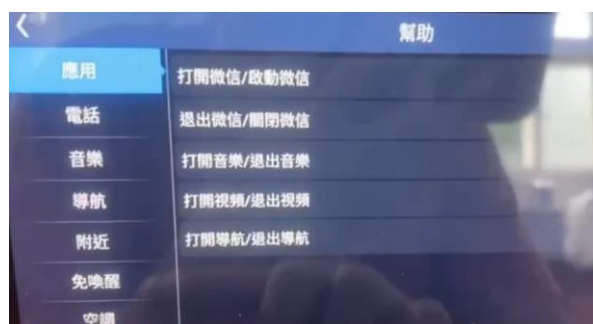 幫助
應用
打開微信/啟動微信
電話
退出微信/關閉微信
音樂
打開音樂/退出音樂
導航
打開視頻/退出視頻
附近
打開導航/退出導航
免喚醒
空調